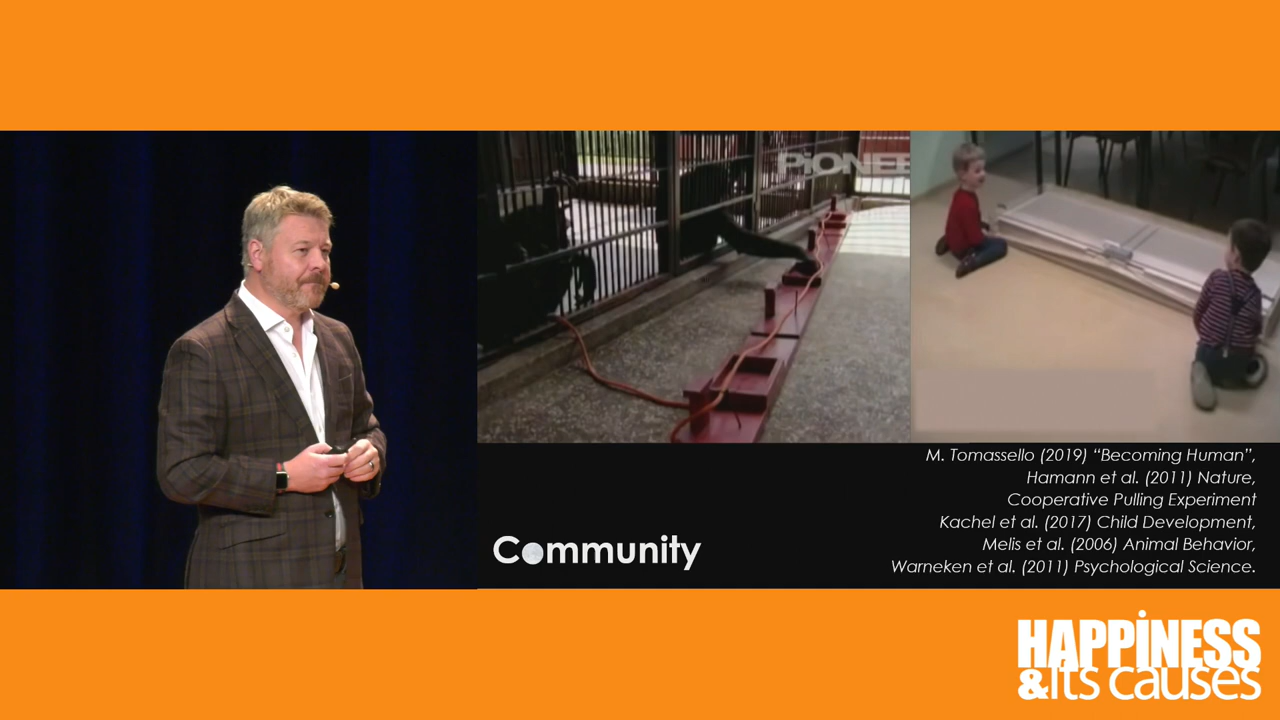 PiONEE
M. Tomassello (2019) “Becoming Human”,
Hamann et al. (2011) Nature,
Cooperative Pulling Experiment
Kachel et al. (2017) Child Development,
Melis et al. (2006) Animal Behavior,
Warneken et al. (2011) Psychological Science.
Community
HAPPiNESS
&its causes